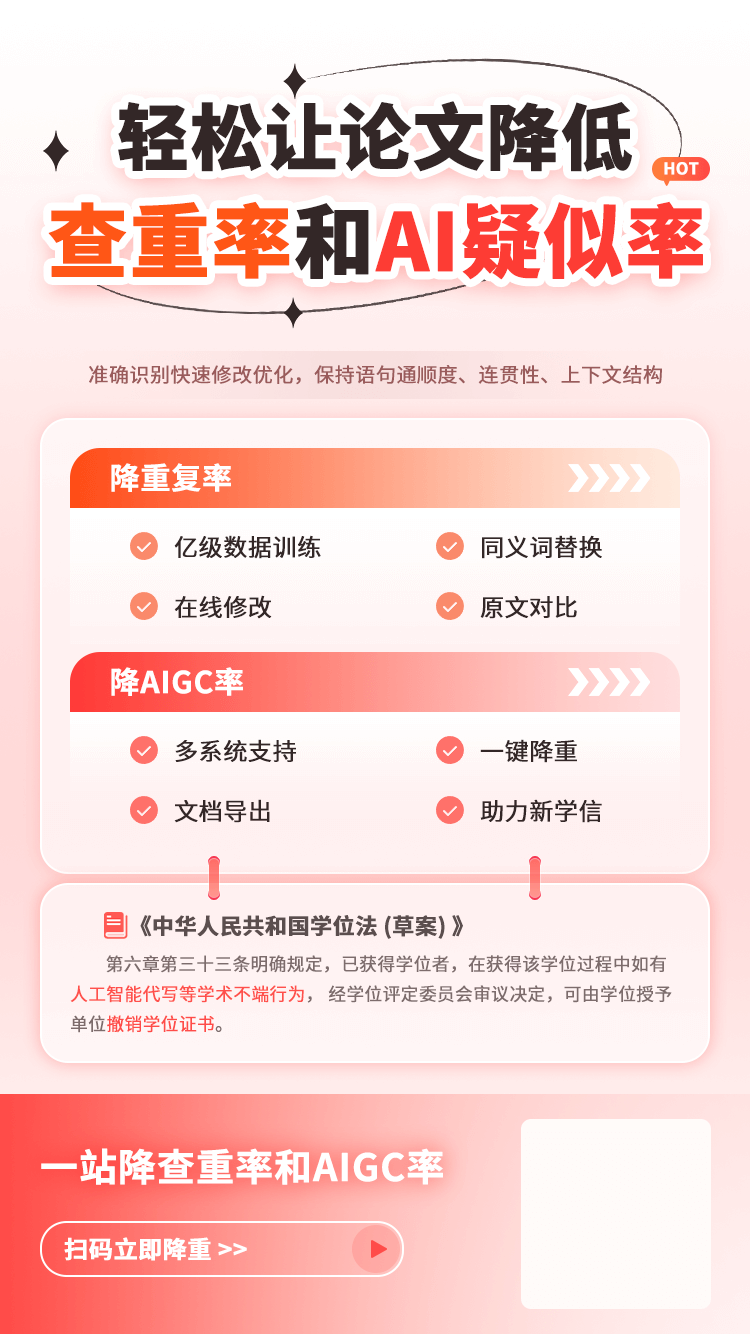 轻松让论文降低
HOT
查重率和AI疑似率
准确识别快速修改优化，保持语句通顺度、连贯性、上下文结构
降重复率
亿级数据训练
同义词替换
在线修改
原文对比
降AIGC率
多系统支持
一键降重
文档导出
助力新学信
《中华人民共和国学位法 (草案) 》
第六章第三十三条明确规定，已获得学位者，在获得该学位过程中如有
人工智能代写等学术不端行为， 经学位评定委员会审议决定，可由学位授予
单位撤销学位证书。
一站降查重率和AIGC率
扫码立即降重 >>